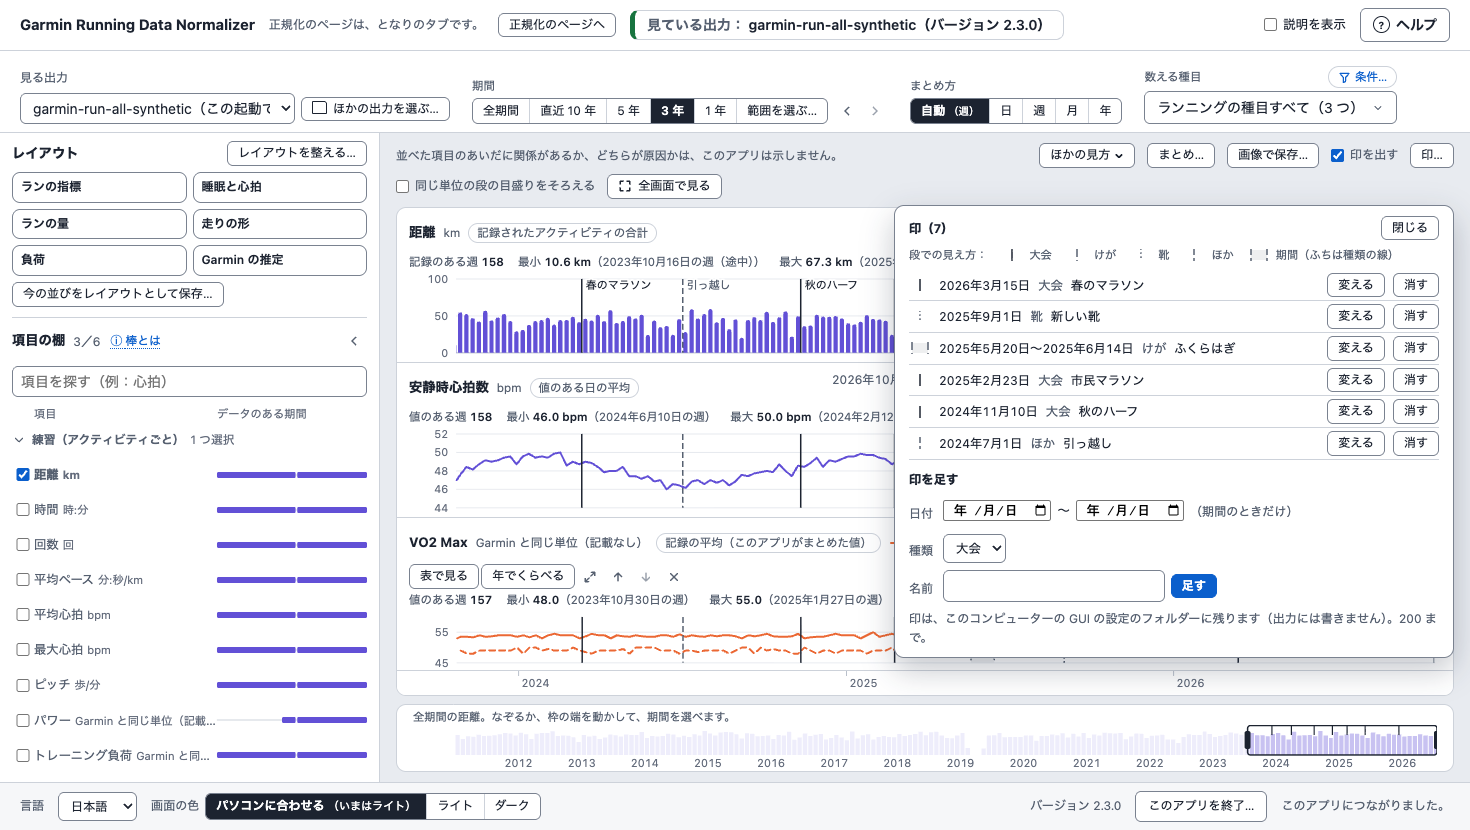 Garmin Running Data Normalizer
正規化のページは、となりのタブです。
正規化のページへ
見ている出力： garmin-run-all-synthetic（バージョン 2.3.0）
説明を表示
ヘルプ
見る出力
garmin-run-all-synthetic（この起動で
ほかの出力を選ぶ...
期間
全期間 直近 10 年 5 年 3 年 1 年 範囲を選ぶ...
まとめ方
自動（週） 日 週 月 年
数える種目
条件...
ランニングの種目すべて（3 つ）
レイアウト
レイアウトを整える...
ランの指標 睡眠と心拍
ランの量 走りの形
負荷 Garmin の推定
今の並びをレイアウトとして保存...
項目の棚 3／6 棒とは
項目を探す（例：心拍）
項目 データのある期間
練習（アクティビティごと） 1 つ選択
距離 km
時間 時:分
回数 回
平均ペース 分:秒/km
平均心拍 bpm
最大心拍 bpm
ピッチ 歩/分
パワー Garmin と同じ単位（記載...
トレーニング負荷 Garmin と同...
並べた項目のあいだに関係があるか、どちらが原因かは、このアプリは示しません。
ほかの見方 まとめ... 画像で保存... 印を出す 印...
同じ単位の段の目盛りをそろえる
全画面で見る
距離 km 記録されたアクティビティの合計
記録のある週 158 最小 10.6 km（2023年10月16日の週（途中）） 最大 67.3 km（2025
100
50
0
春のマラソン 引っ越し 秋のハーフ
安静時心拍数 bpm 値のある日の平均
2026年10月
値のある週 158 最小 46.0 bpm（2024年6月10日の週） 最大 50.0 bpm（2024年2月12
52
50
48
46
44
VO2 Max Garmin と同じ単位（記載なし） 記録の平均（このアプリがまとめた値）
表で見る 年でくらべる
値のある週 157 最小 48.0（2023年10月30日の週） 最大 55.0（2025年1月27日の週）
55
45
2024 2025 2026
印（7）
閉じる
段での見え方： 大会 けが 靴 ほか 期間（ふちは種類の線）
2026年3月15日 大会 春のマラソン 変える 消す
2025年9月1日 靴 新しい靴 変える 消す
2025年5月20日～2025年6月14日 けが ふくらはぎ 変える 消す
2025年2月23日 大会 市民マラソン 変える 消す
2024年11月10日 大会 秋のハーフ 変える 消す
2024年7月1日 ほか 引っ越し 変える 消す
印を足す
日付 年 /月/日 ～ 年 /月/日 （期間のときだけ）
種類 大会
名前 足す
印は、このコンピューターの GUI の設定のフォルダーに残ります（出力には書きません）。200 ま
で。
全期間の距離。なぞるか、枠の端を動かして、期間を選べます。
2012 2013 2014 2015 2016 2017 2018 2019 2020 2021 2022 2023 2024 2025 2026
言語 日本語 画面の色 パソコンに合わせる（いまはライト） ライト ダーク
バージョン 2.3.0 このアプリを終了... このアプリにつながりました。